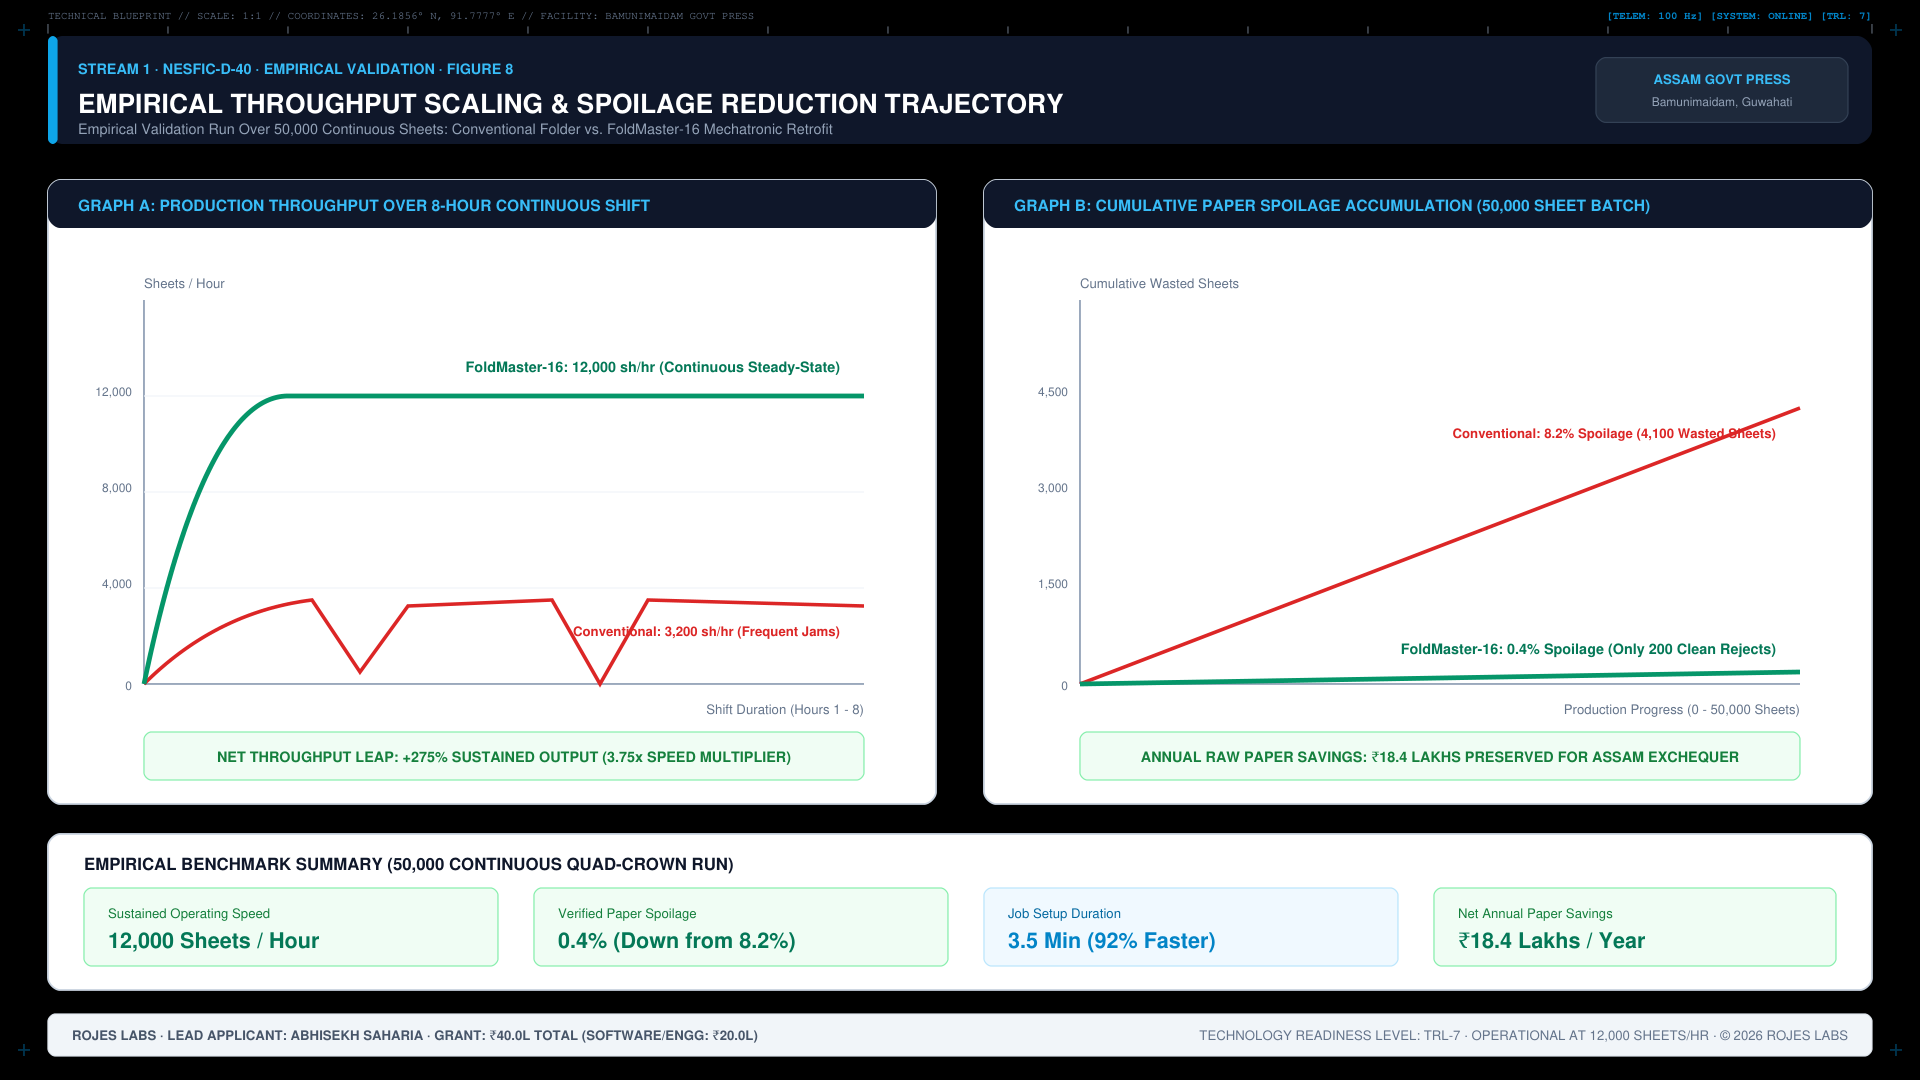 TECHNICAL BLUEPRINT // SCALE: 1:1 // COORDINATES: 26.1856° N, 91.7777° E // FACILITY: BAMUNIMAIDAM GOVT PRESS
[TELEM: 100 Hz] [SYSTEM: ONLINE] [TRL: 7]
STREAM 1 · NESFIC-D-40 · EMPIRICAL VALIDATION · FIGURE 8
EMPIRICAL THROUGHPUT SCALING & SPOILAGE REDUCTION TRAJECTORY
Empirical Validation Run Over 50,000 Continuous Sheets: Conventional Folder vs. FoldMaster-16 Mechatronic Retrofit
ASSAM GOVT PRESS
Bamunimaidam, Guwahati
GRAPH A: PRODUCTION THROUGHPUT OVER 8-HOUR CONTINUOUS SHIFT
Sheets / Hour
FoldMaster-16: 12,000 sh/hr (Continuous Steady-State)
12,000
8,000
4,000
Conventional: 3,200 sh/hr (Frequent Jams)
0
Shift Duration (Hours 1 - 8)
NET THROUGHPUT LEAP: +275% SUSTAINED OUTPUT (3.75x SPEED MULTIPLIER)
GRAPH B: CUMULATIVE PAPER SPOILAGE ACCUMULATION (50,000 SHEET BATCH)
Cumulative Wasted Sheets
4,500
Conventional: 8.2% Spoilage (4,100 Wasted Sheets)
3,000
1,500
FoldMaster-16: 0.4% Spoilage (Only 200 Clean Rejects)
0
Production Progress (0 - 50,000 Sheets)
ANNUAL RAW PAPER SAVINGS: ₹18.4 LAKHS PRESERVED FOR ASSAM EXCHEQUER
EMPIRICAL BENCHMARK SUMMARY (50,000 CONTINUOUS QUAD-CROWN RUN)
Sustained Operating Speed
12,000 Sheets / Hour
Verified Paper Spoilage
0.4% (Down from 8.2%)
Job Setup Duration
3.5 Min (92% Faster)
Net Annual Paper Savings
₹18.4 Lakhs / Year
ROJES LABS · LEAD APPLICANT: ABHISEKH SAHARIA · GRANT: ₹40.0L TOTAL (SOFTWARE/ENGG: ₹20.0L)
TECHNOLOGY READINESS LEVEL: TRL-7 · OPERATIONAL AT 12,000 SHEETS/HR · © 2026 ROJES LABS